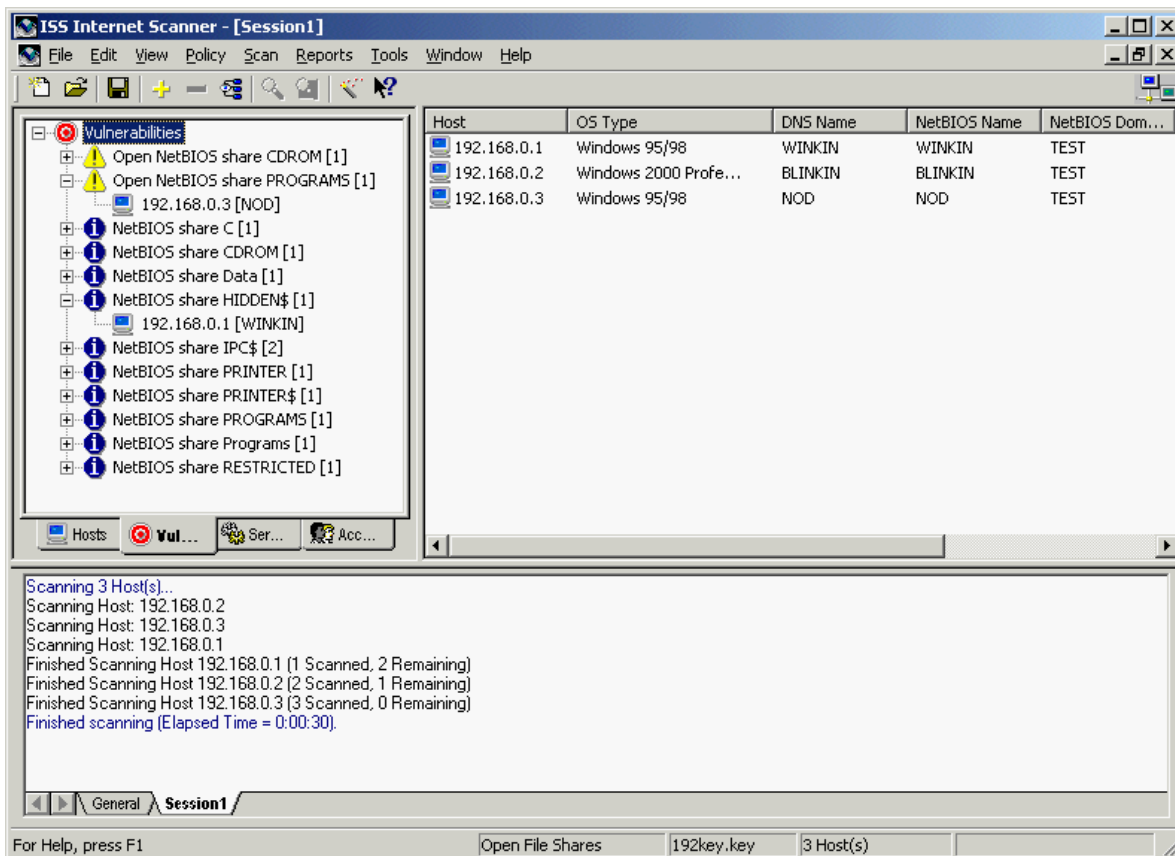 ISS Internet Scanner - [Session1]
File Edit View Policy Scan Reports Tools Window Help
Vulnerabilities
Open NetBIOS share CDROM [1]
Open NetBIOS share PROGRAMS [1]
192.168.0.3 [NOD]
NetBIOS share C [1]
NetBIOS share CDROM [1]
NetBIOS share Data [1]
NetBIOS share HIDDEN$ [1]
192.168.0.1 [WINKIN]
NetBIOS share IPC$ [2]
NetBIOS share PRINTER [1]
NetBIOS share PRINTER$ [1]
NetBIOS share PROGRAMS [1]
NetBIOS share Programs [1]
NetBIOS share RESTRICTED [1]
Hosts Vul... Ser... Acc...
Host OS Type DNS Name NetBIOS Name NetBIOS Dom...
192.168.0.1 Windows 95/98 WINKIN WINKIN TEST
192.168.0.2 Windows 2000 Profe... BLINKIN BLINKIN TEST
192.168.0.3 Windows 95/98 NOD NOD TEST
Scanning 3 Host(s)...
Scanning Host: 192.168.0.2
Scanning Host: 192.168.0.3
Scanning Host: 192.168.0.1
Finished Scanning Host 192.168.0.1 (1 Scanned, 2 Remaining)
Finished Scanning Host 192.168.0.2 (2 Scanned, 1 Remaining)
Finished Scanning Host 192.168.0.3 (3 Scanned, 0 Remaining)
Finished scanning (Elapsed Time = 0:00:30).
General Session1
For Help, press F1 Open File Shares 192key.key 3 Host(s)